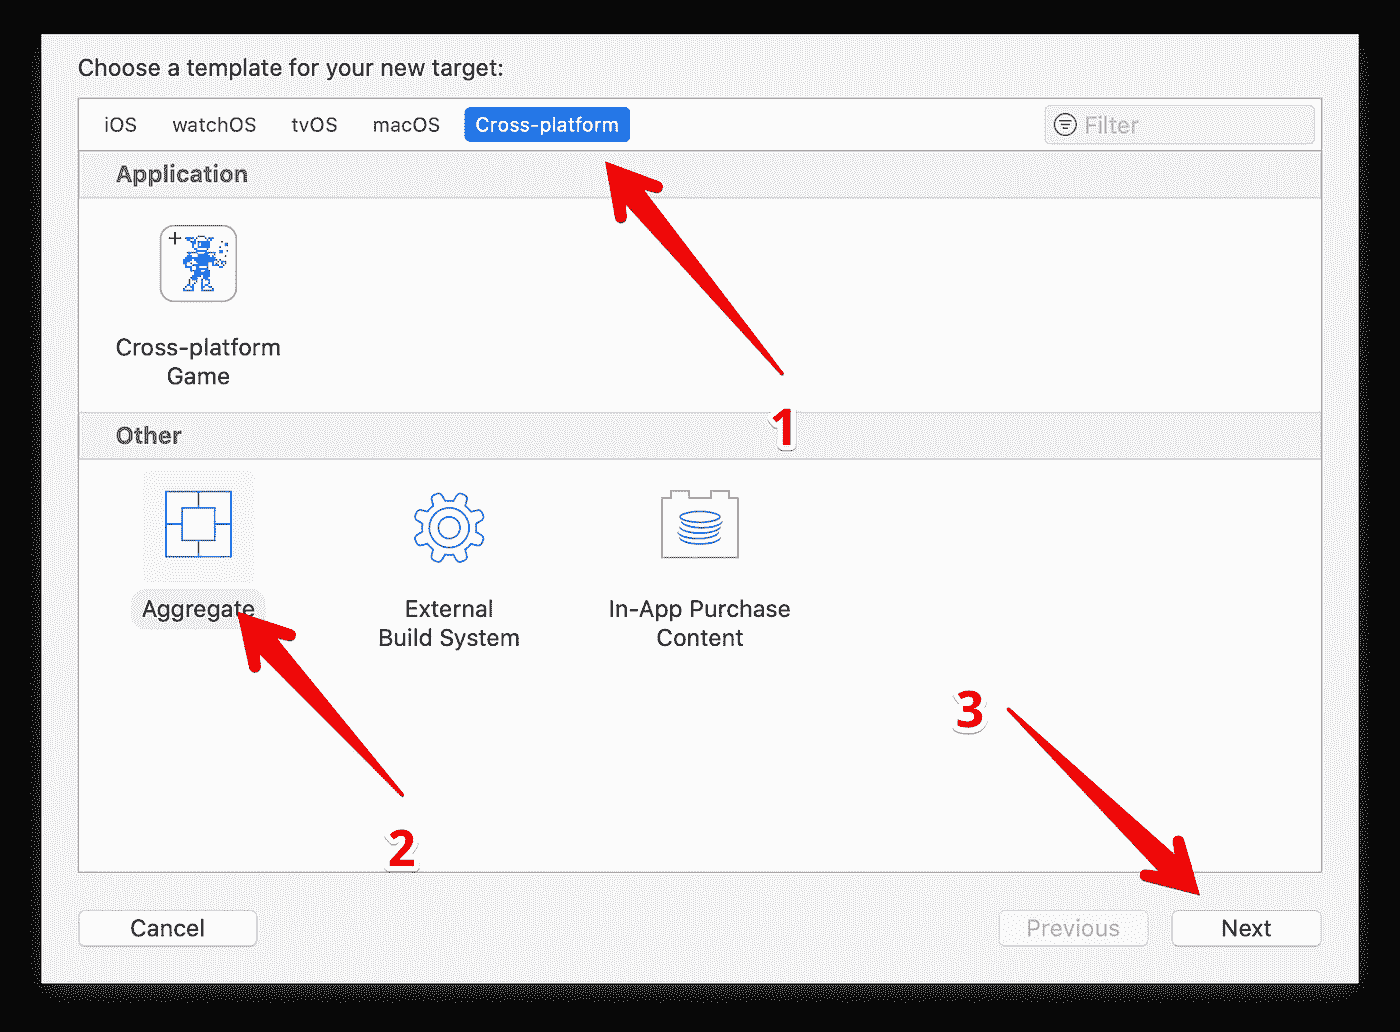 Choose a template for your new target:
iOS watchOS tvOS macOS Cross-platform Filter
Application
Cross-platform
Game
1
Other
Aggregate
External
Build System
In-App Purchase
Content
3
2
Cancel Previous Next